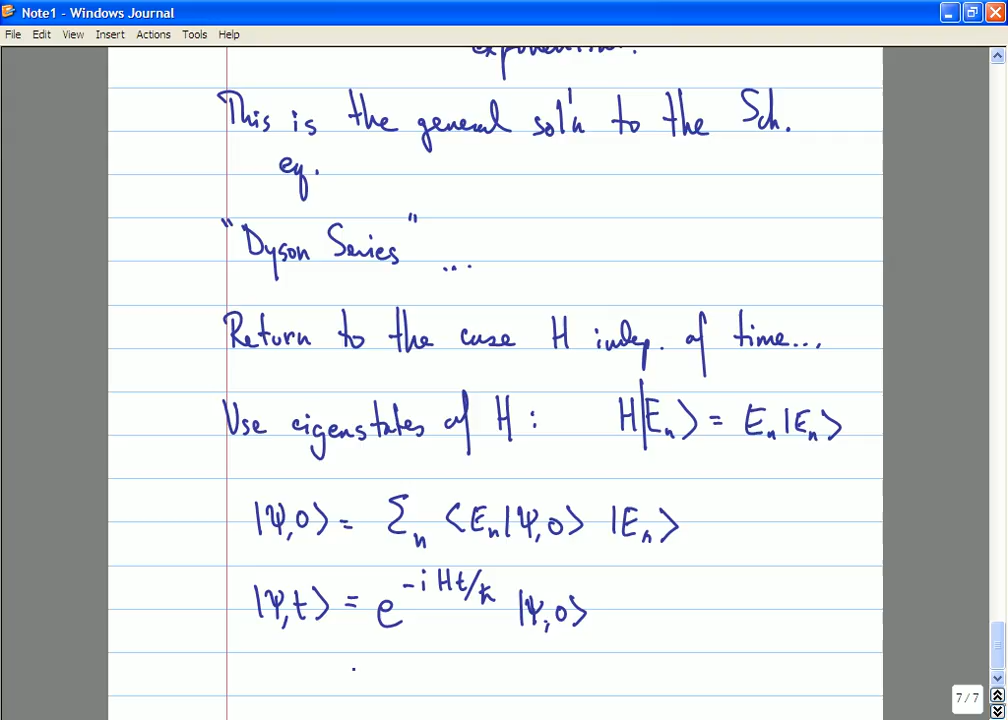 Note1 - Windows Journal
File Edit View Insert Actions Tools Help
exponential.
This is the general sol'n to the Sch.
eq.
"Dyson Series" ...
Return to the case H indep. of time...
Use eigenstates of H : H|Eₙ⟩ = Eₙ|Eₙ⟩
|Ψ,0⟩ = Σₙ ⟨Eₙ|Ψ,0⟩ |Eₙ⟩
|Ψ,t⟩ = e^{-iHt/ħ} |Ψ,0⟩
7/7